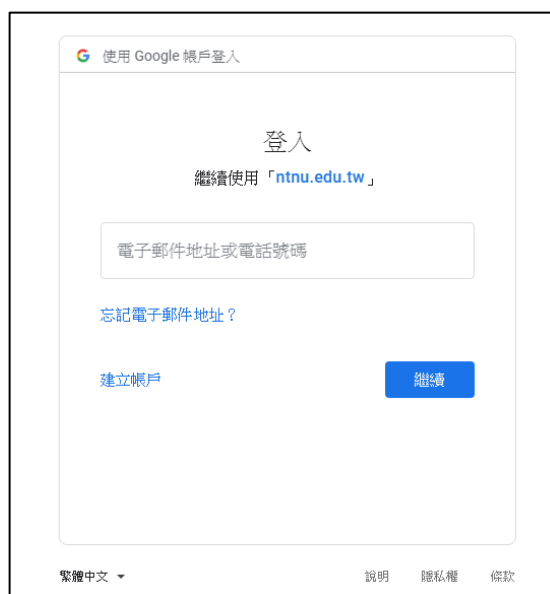 使用 Google 帳戶登入
登入
繼續使用「ntnu.edu.tw」
電子郵件地址或電話號碼
忘記電子郵件地址？
建立帳戶 繼續
繁體中文 說明 隱私權 條款